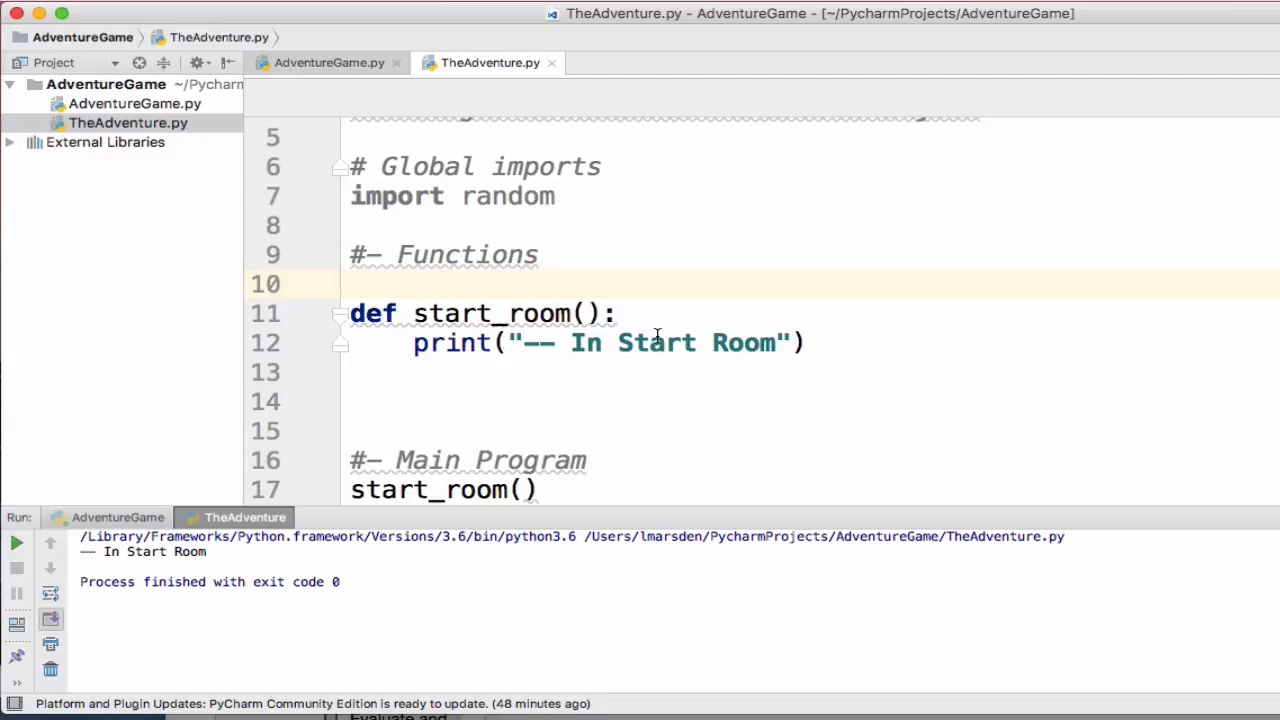 TheAdventure.py - AdventureGame - [~/PycharmProjects/AdventureGame]
AdventureGame TheAdventure.py
Project AdventureGame.py TheAdventure.py
AdventureGame ~/Pycharm
AdventureGame.py
TheAdventure.py
External Libraries
5
6 # Global imports
7 import random
8
9 #- Functions
10
11 def start_room():
12 print("-- In Start Room")
13
14
15
16 #- Main Program
17 start_room()
Run: AdventureGame TheAdventure
/Library/Frameworks/Python.framework/Versions/3.6/bin/python3.6 /Users/lmarsden/PycharmProjects/AdventureGame/TheAdventure.py
-- In Start Room
Process finished with exit code 0
Platform and Plugin Updates: PyCharm Community Edition is ready to update. (48 minutes ago)
Evaluate and